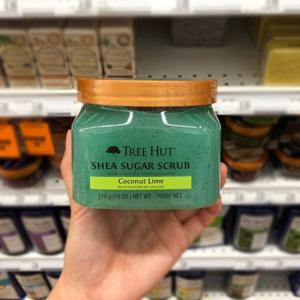 TREE HUT
SHEA SUGAR SCRUB
Coconut Lime
510 g (18 OZ) NET WT. / POIDS NET